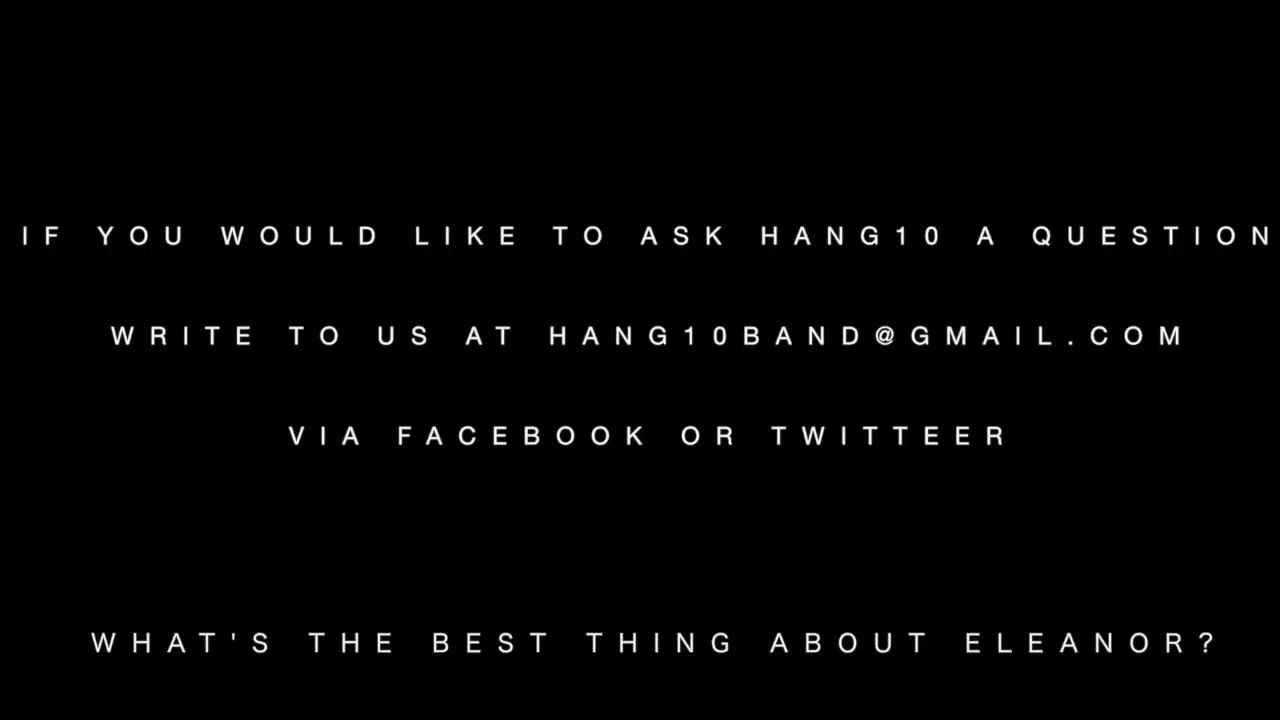 IF YOU WOULD LIKE TO ASK HANG10 A QUESTION
WRITE TO US AT HANG10BAND@GMAIL.COM
VIA FACEBOOK OR TWITTEER
WHAT'S THE BEST THING ABOUT ELEANOR?